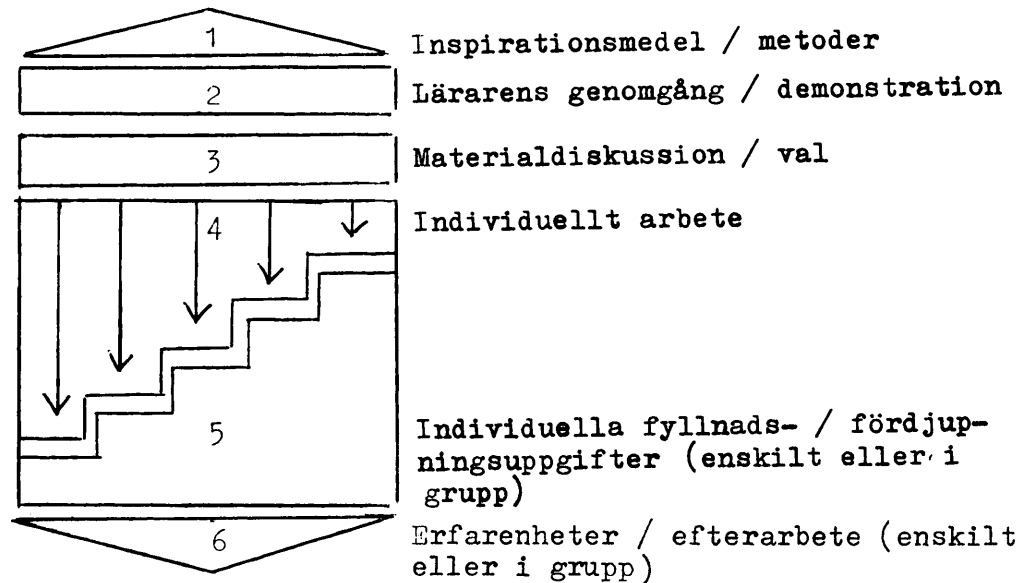 1 Inspirationsmedel / metoder
2 Lärarens genomgång / demonstration
3 Materialdiskussion / val
4 Individuellt arbete
5 Individuella fyllnads- / fördjup-
ningsuppgifter (enskilt eller i
grupp)
6 Erfarenheter / efterarbete (enskilt
eller i grupp)